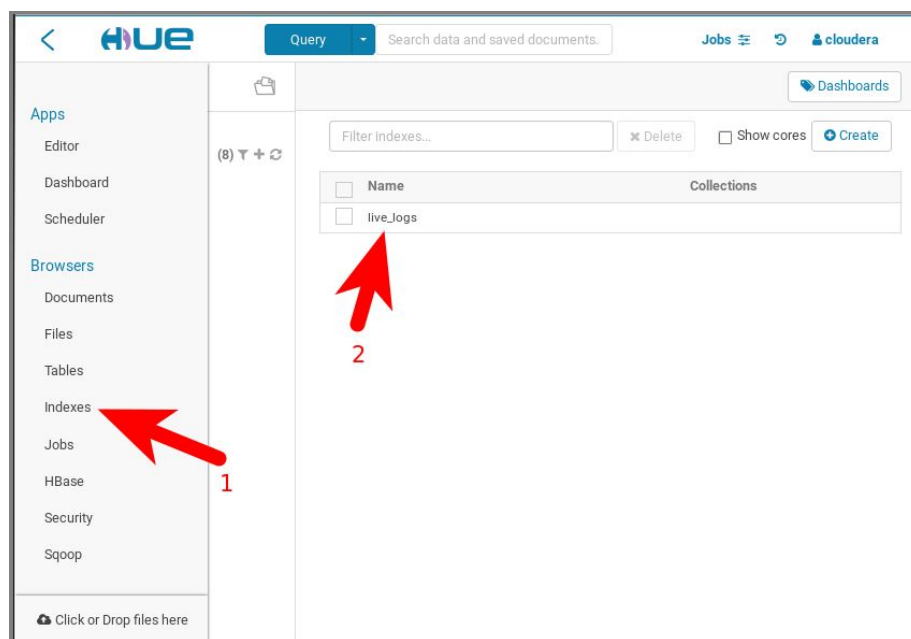 HUE
Query
Search data and saved documents.
Jobs
cloudera
Dashboards
Apps
Editor
Dashboard
Scheduler
Browsers
Documents
Files
Tables
Indexes
Jobs
HBase
Security
Sqoop
Click or Drop files here
(8)
Filter indexes...
Delete
Show cores
Create
Name
Collections
live_logs
1
2